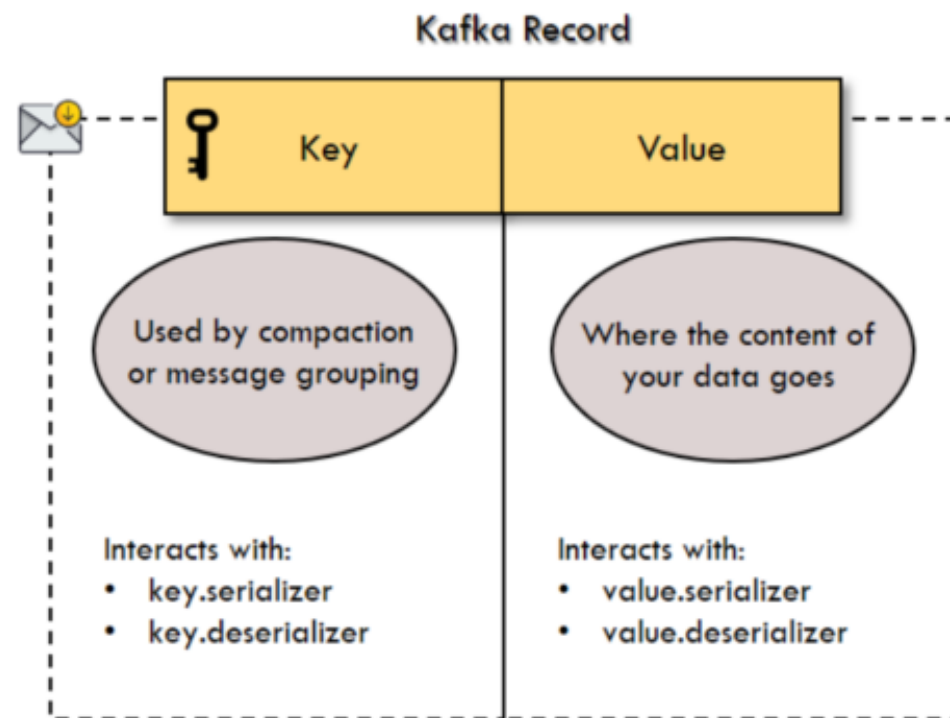 Kafka Record
Key
Value
Used by compaction
or message grouping
Where the content of
your data goes
Interacts with:
• key.serializer
• key.deserializer
Interacts with:
• value.serializer
• value.deserializer